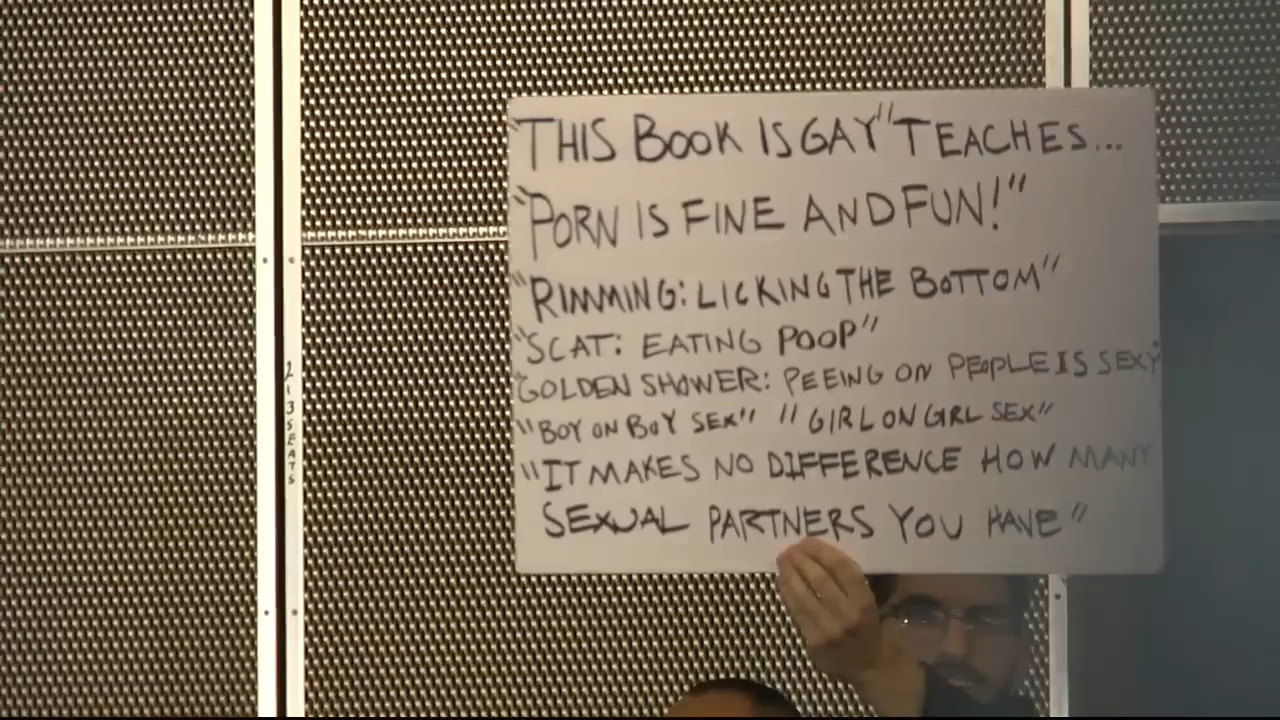 "THIS BOOK IS GAY" TEACHES...
"PORN IS FINE AND FUN!"
"RIMMING: LICKING THE BOTTOM"
"SCAT: EATING POOP"
"GOLDEN SHOWER: PEEING ON PEOPLE IS SEXY"
"BOY ON BOY SEX" "GIRL ON GIRL SEX"
"IT MAKES NO DIFFERENCE HOW MANY
SEXUAL PARTNERS YOU HAVE"
213SEATS